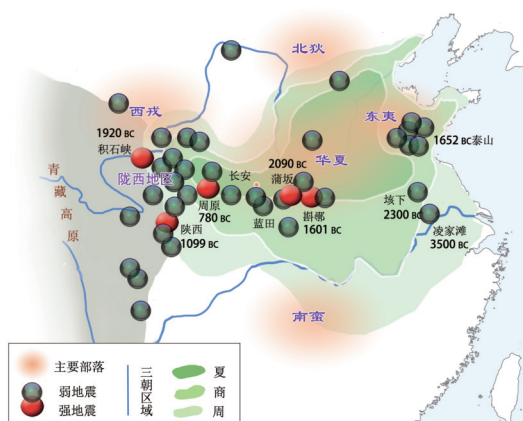 北狄
西戎
东夷
1920 BC
积石峡
1652 BC 泰山
2090 BC
华夏
蒲坂
长安
陇西地区
青藏高原
周原
780 BC
蓝田
斟鄩
1601 BC
垓下
2300 BC
陕西
1099 BC
凌家滩
3500 BC
南蛮
主要部落
弱地震
强地震
三朝区域
夏
商
周